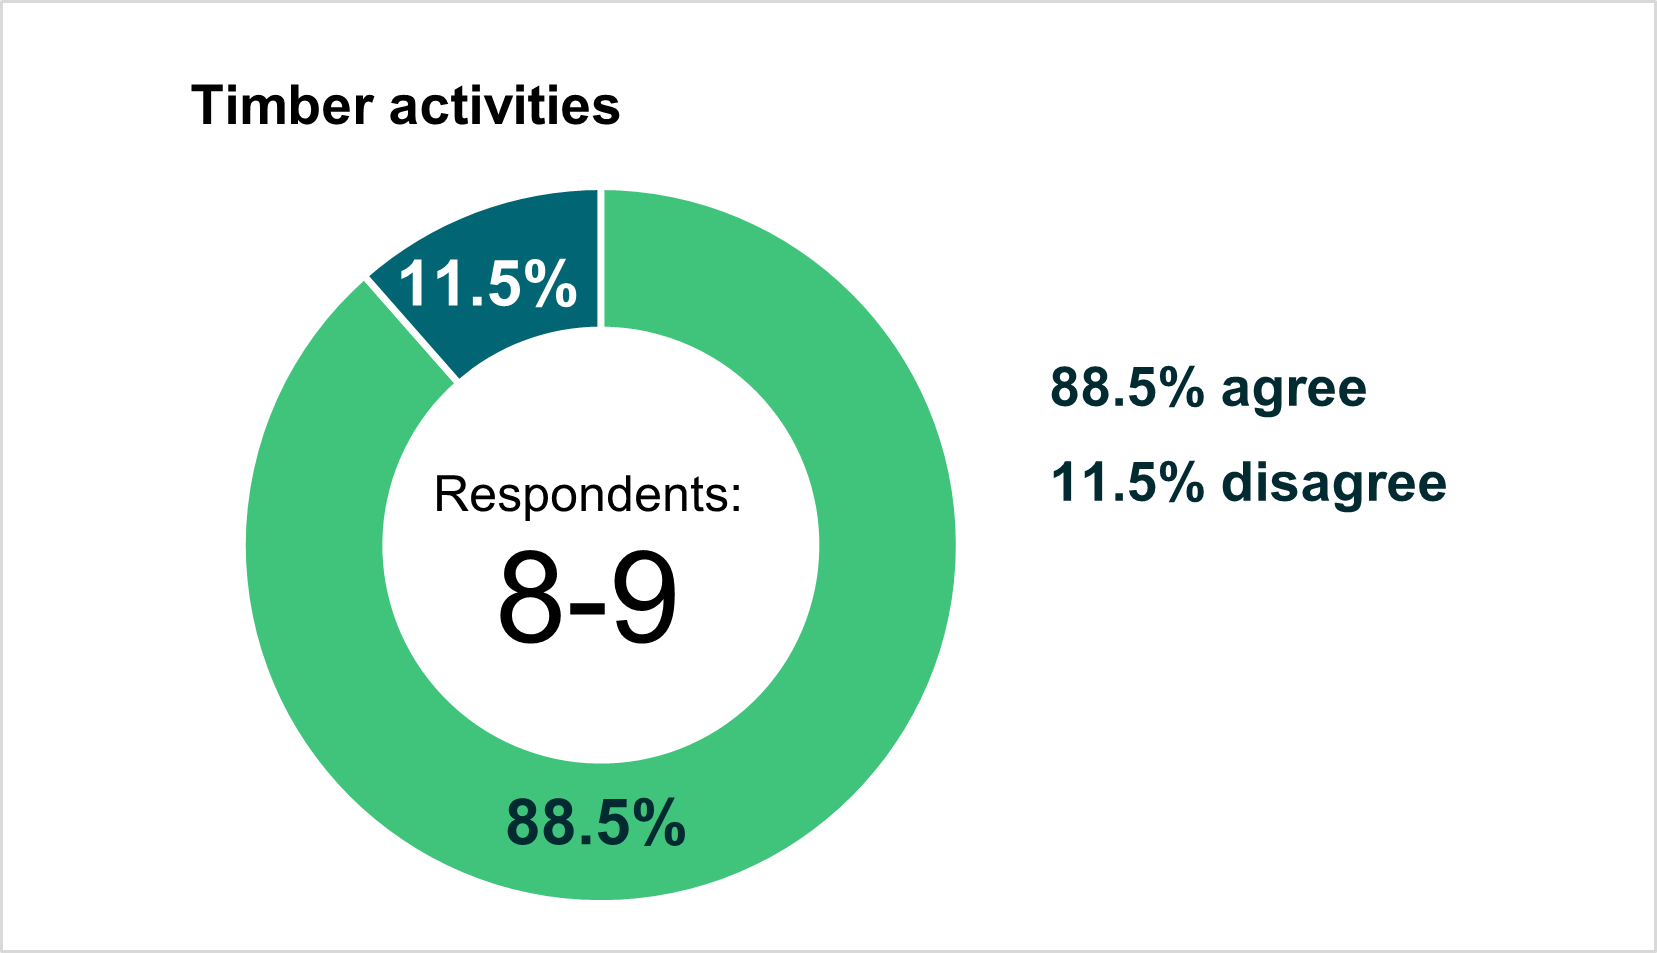 Timber activities
11.5%
88.5% agree
11.5% disagree
Respondents:
8-9
88.5%